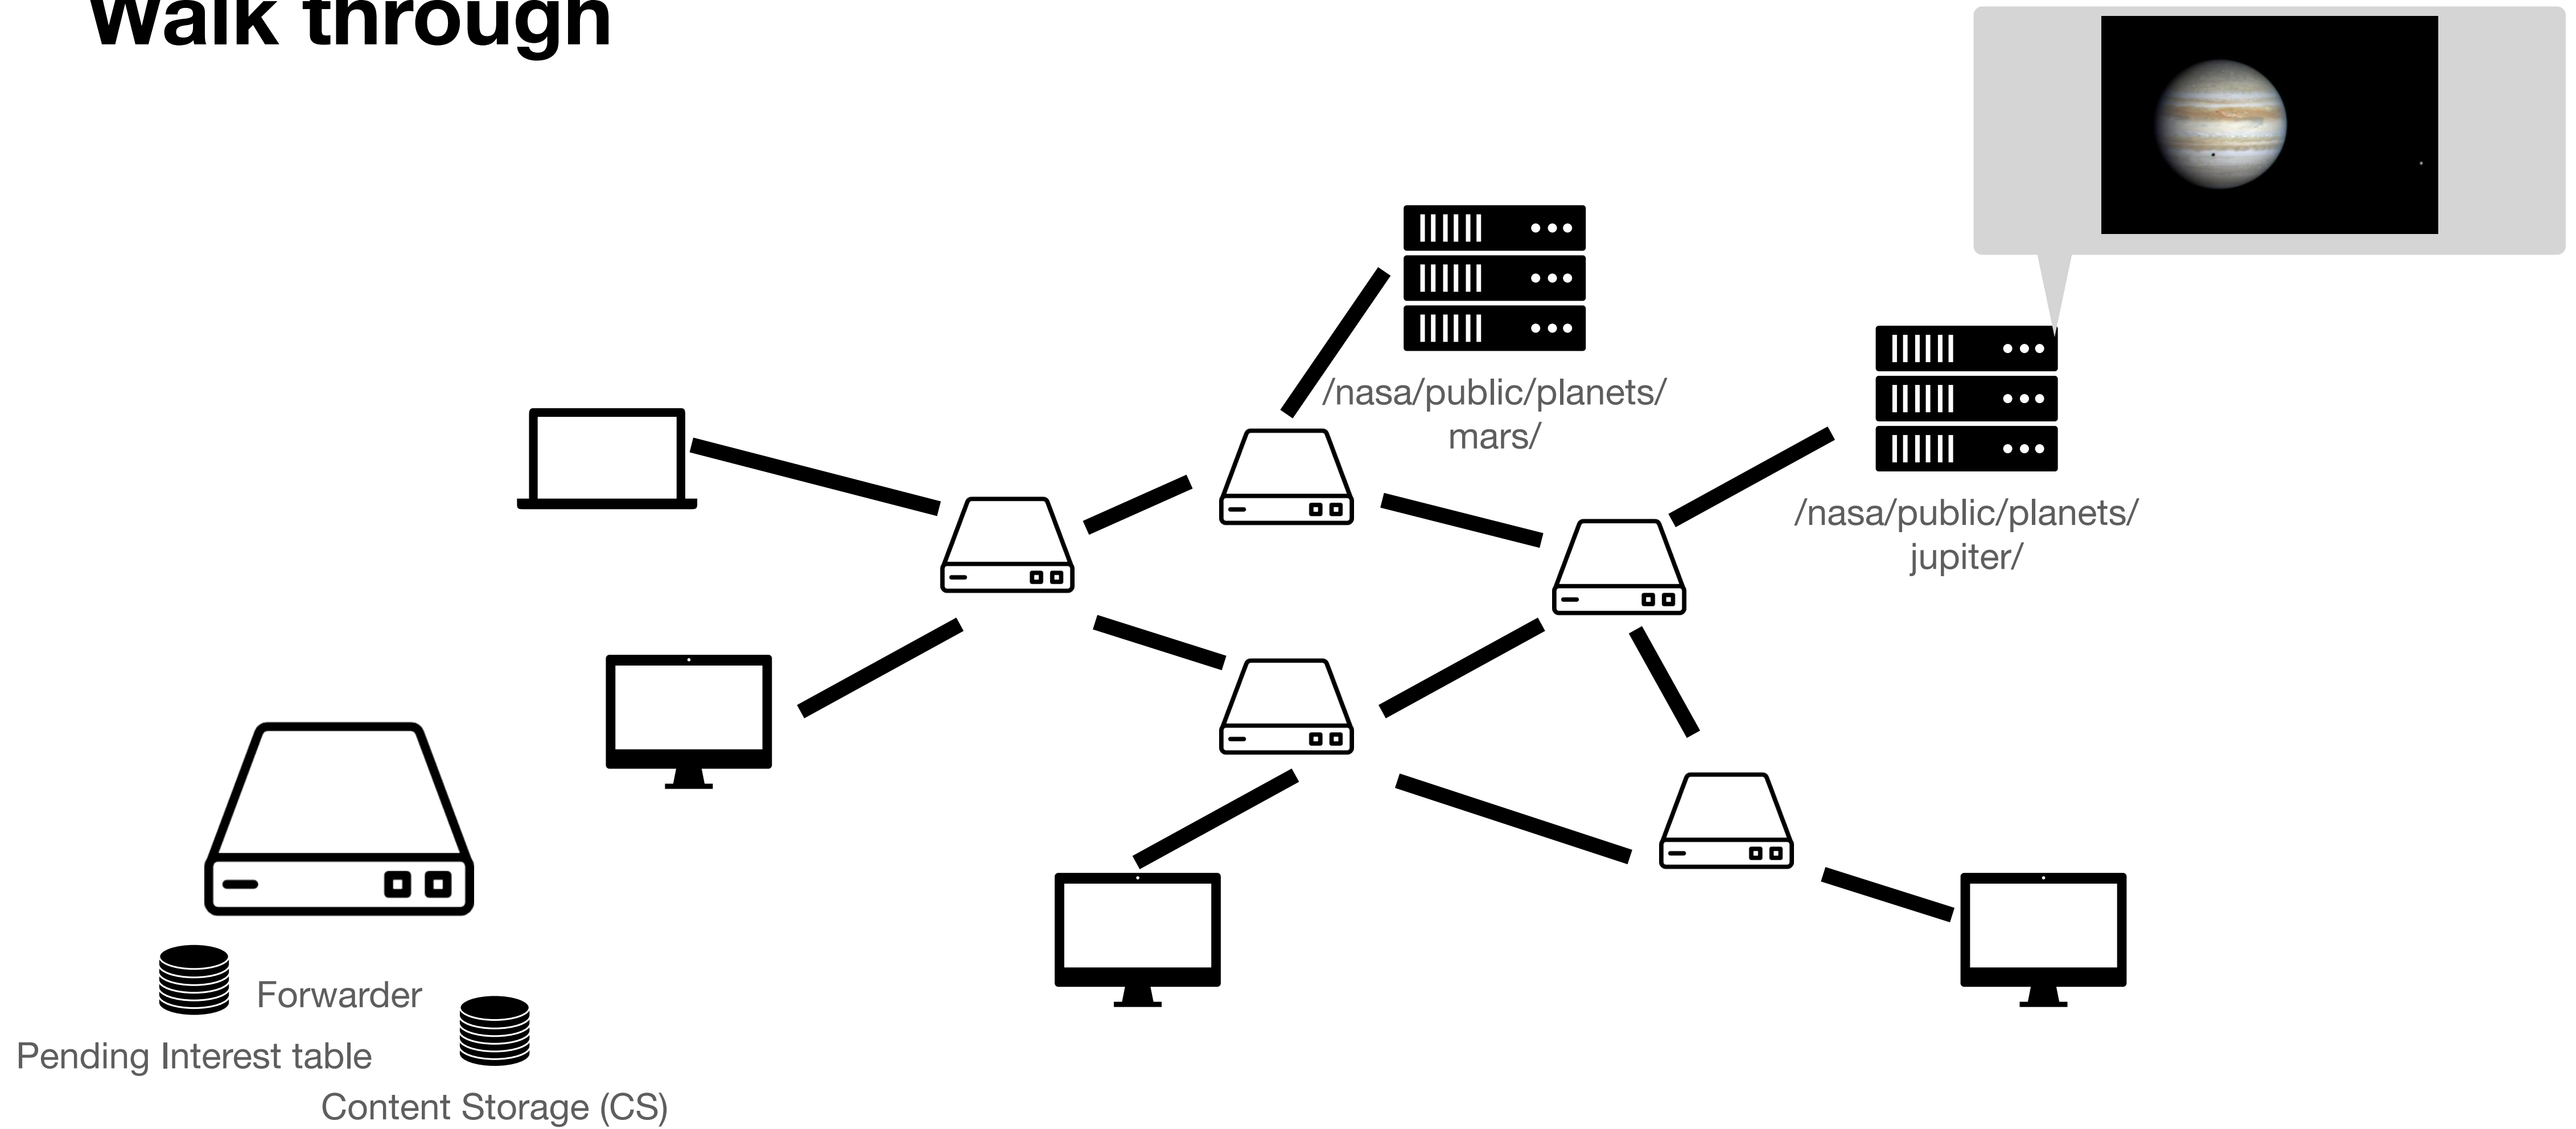 Walk through
/nasa/public/planets/
mars/
/nasa/public/planets/
jupiter/
Forwarder
Pending Interest table
Content Storage (CS)